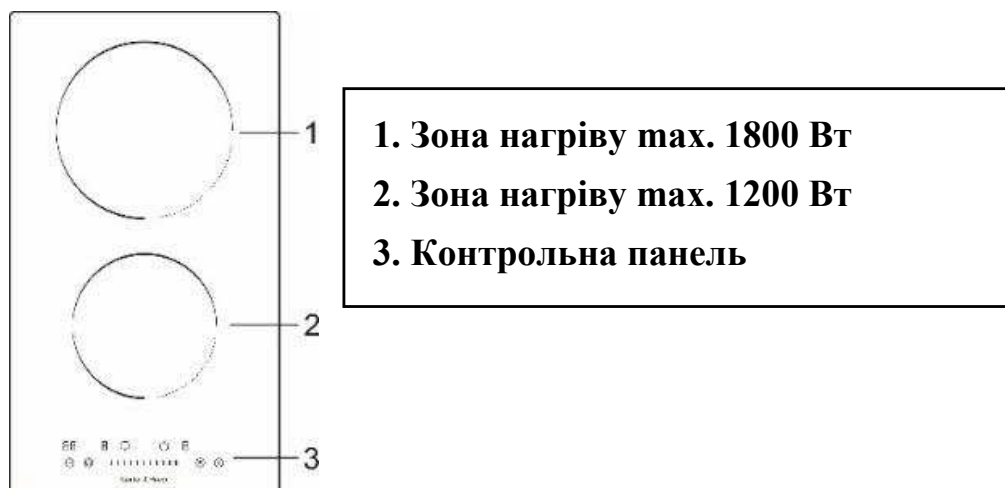 1
2
3
1. Зона нагріву max. 1800 Вт
2. Зона нагріву max. 1200 Вт
3. Контрольна панель